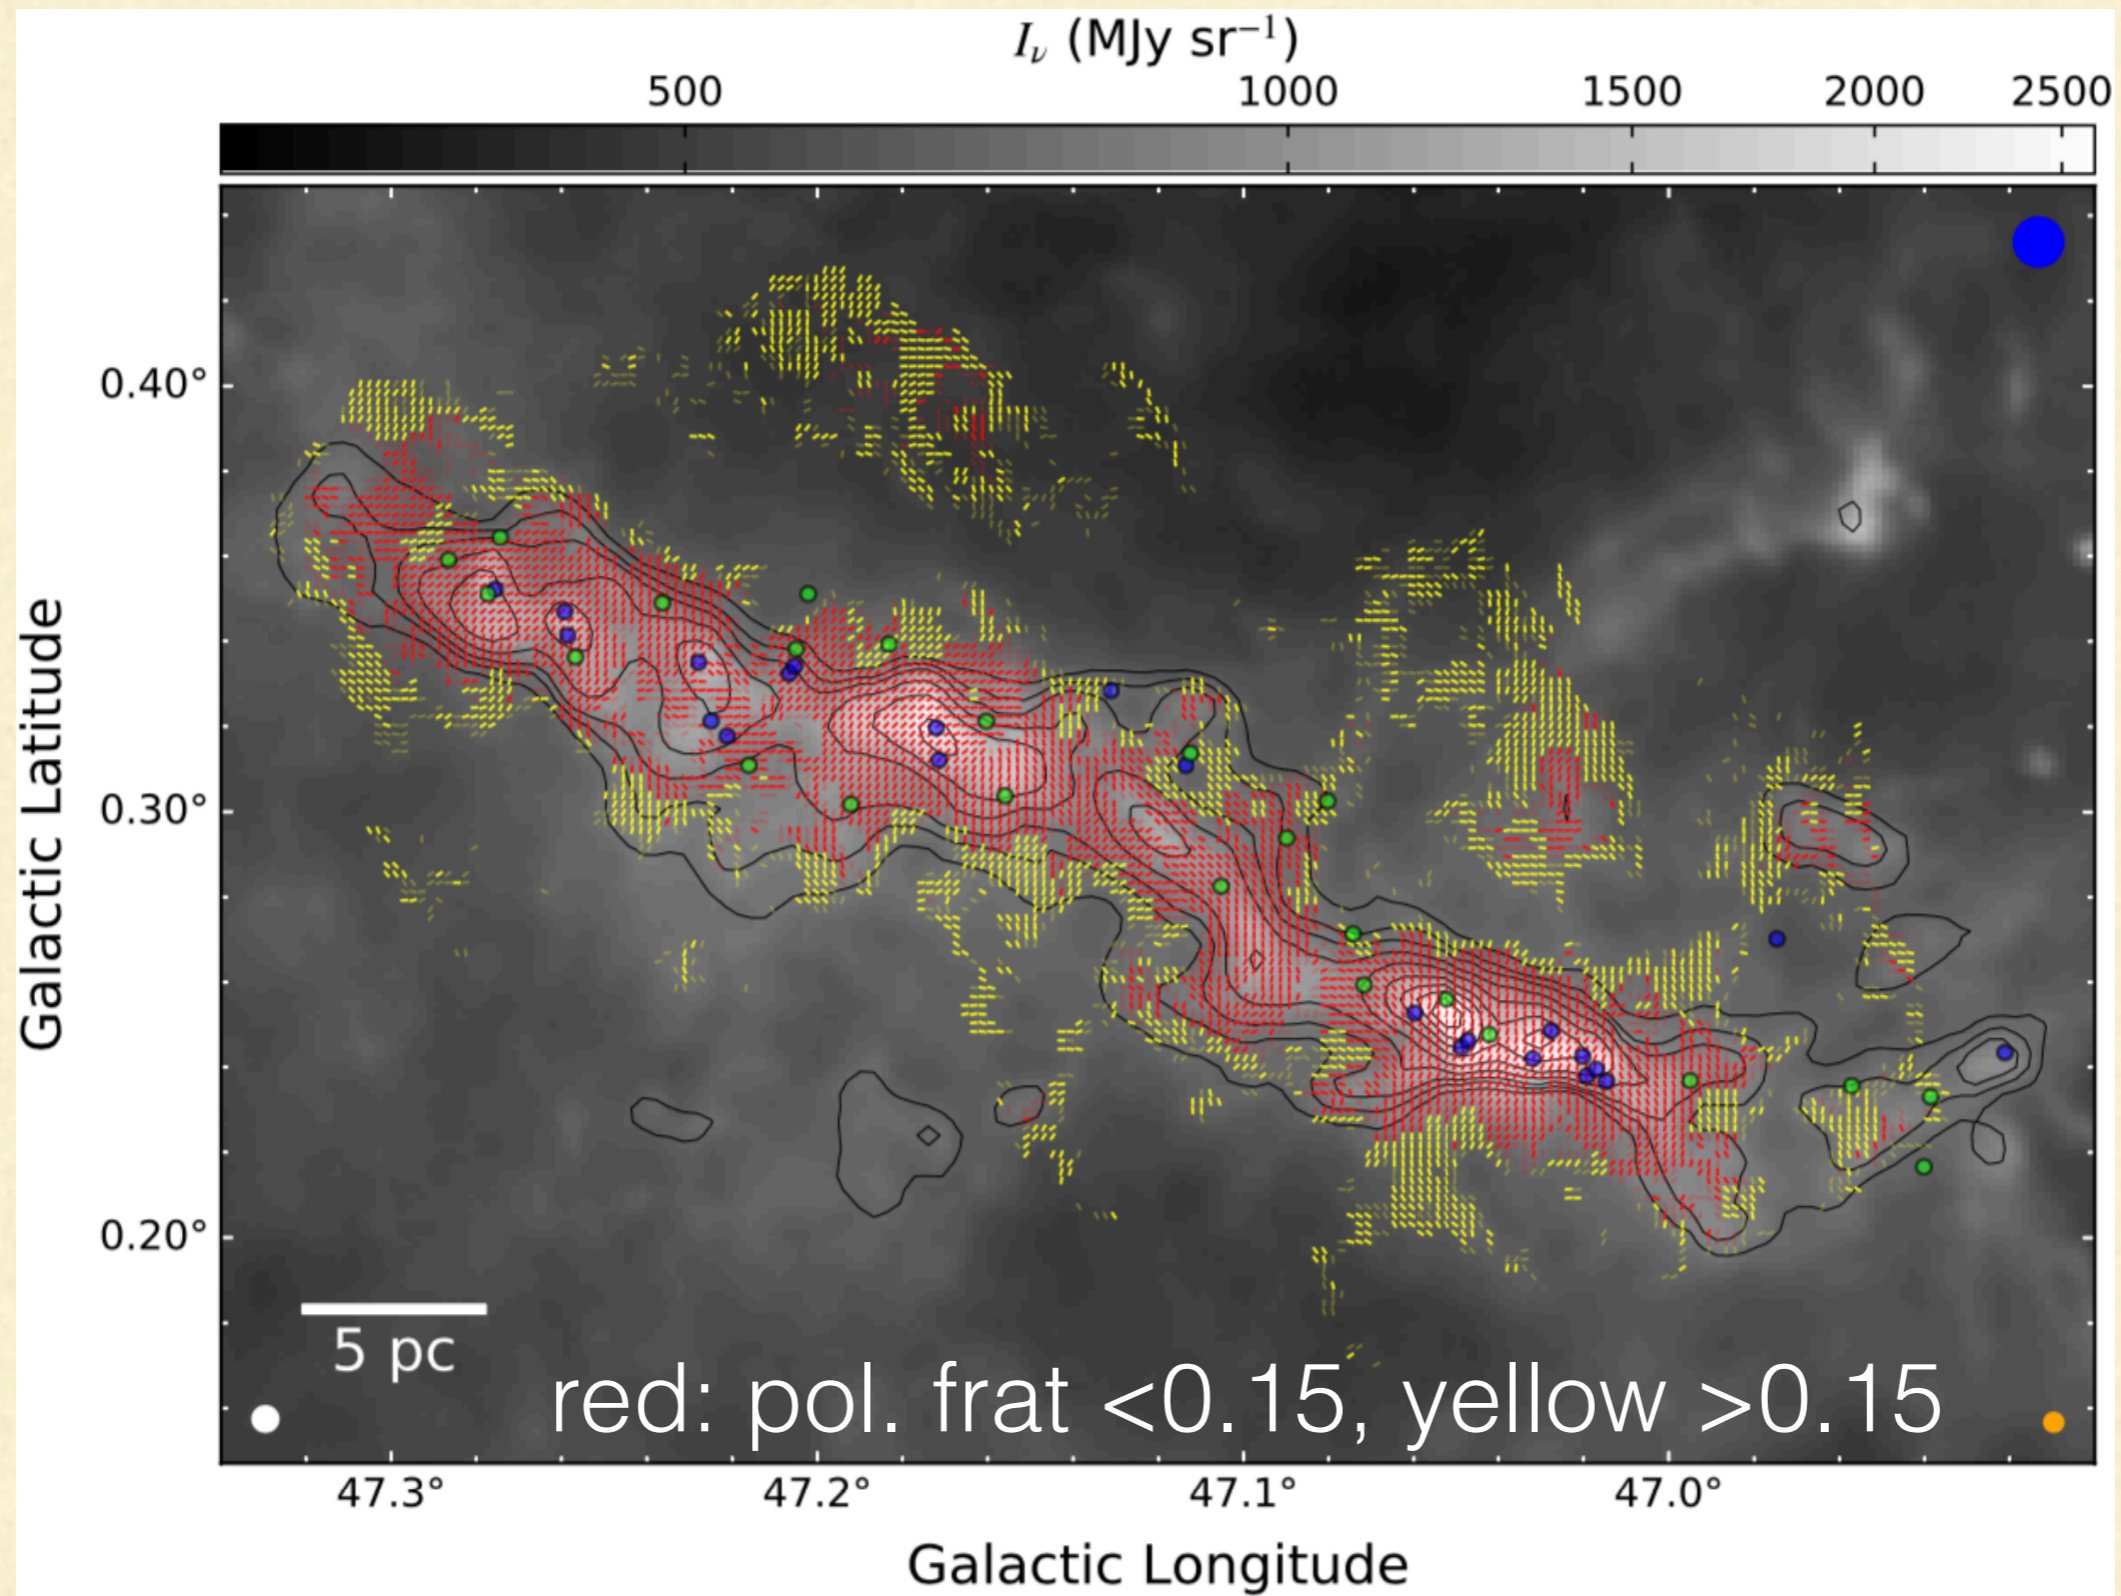 I𝜈 (MJy sr⁻¹)
500 1000 1500 2000 2500
0.40°
0.30°
0.20°
Galactic Latitude
5 pc
red: pol. frat <0.15, yellow >0.15
47.3° 47.2° 47.1° 47.0°
Galactic Longitude